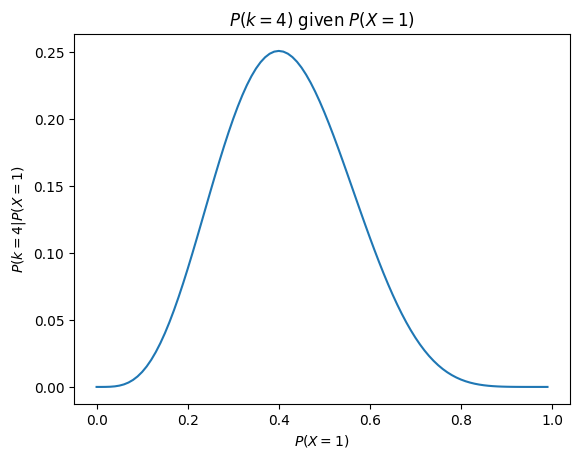 P(k = 4) given P(X = 1)
0.25
0.20
0.15
0.10
0.05
0.00
P(k = 4|P(X = 1)
0.0 0.2 0.4 0.6 0.8 1.0
P(X = 1)